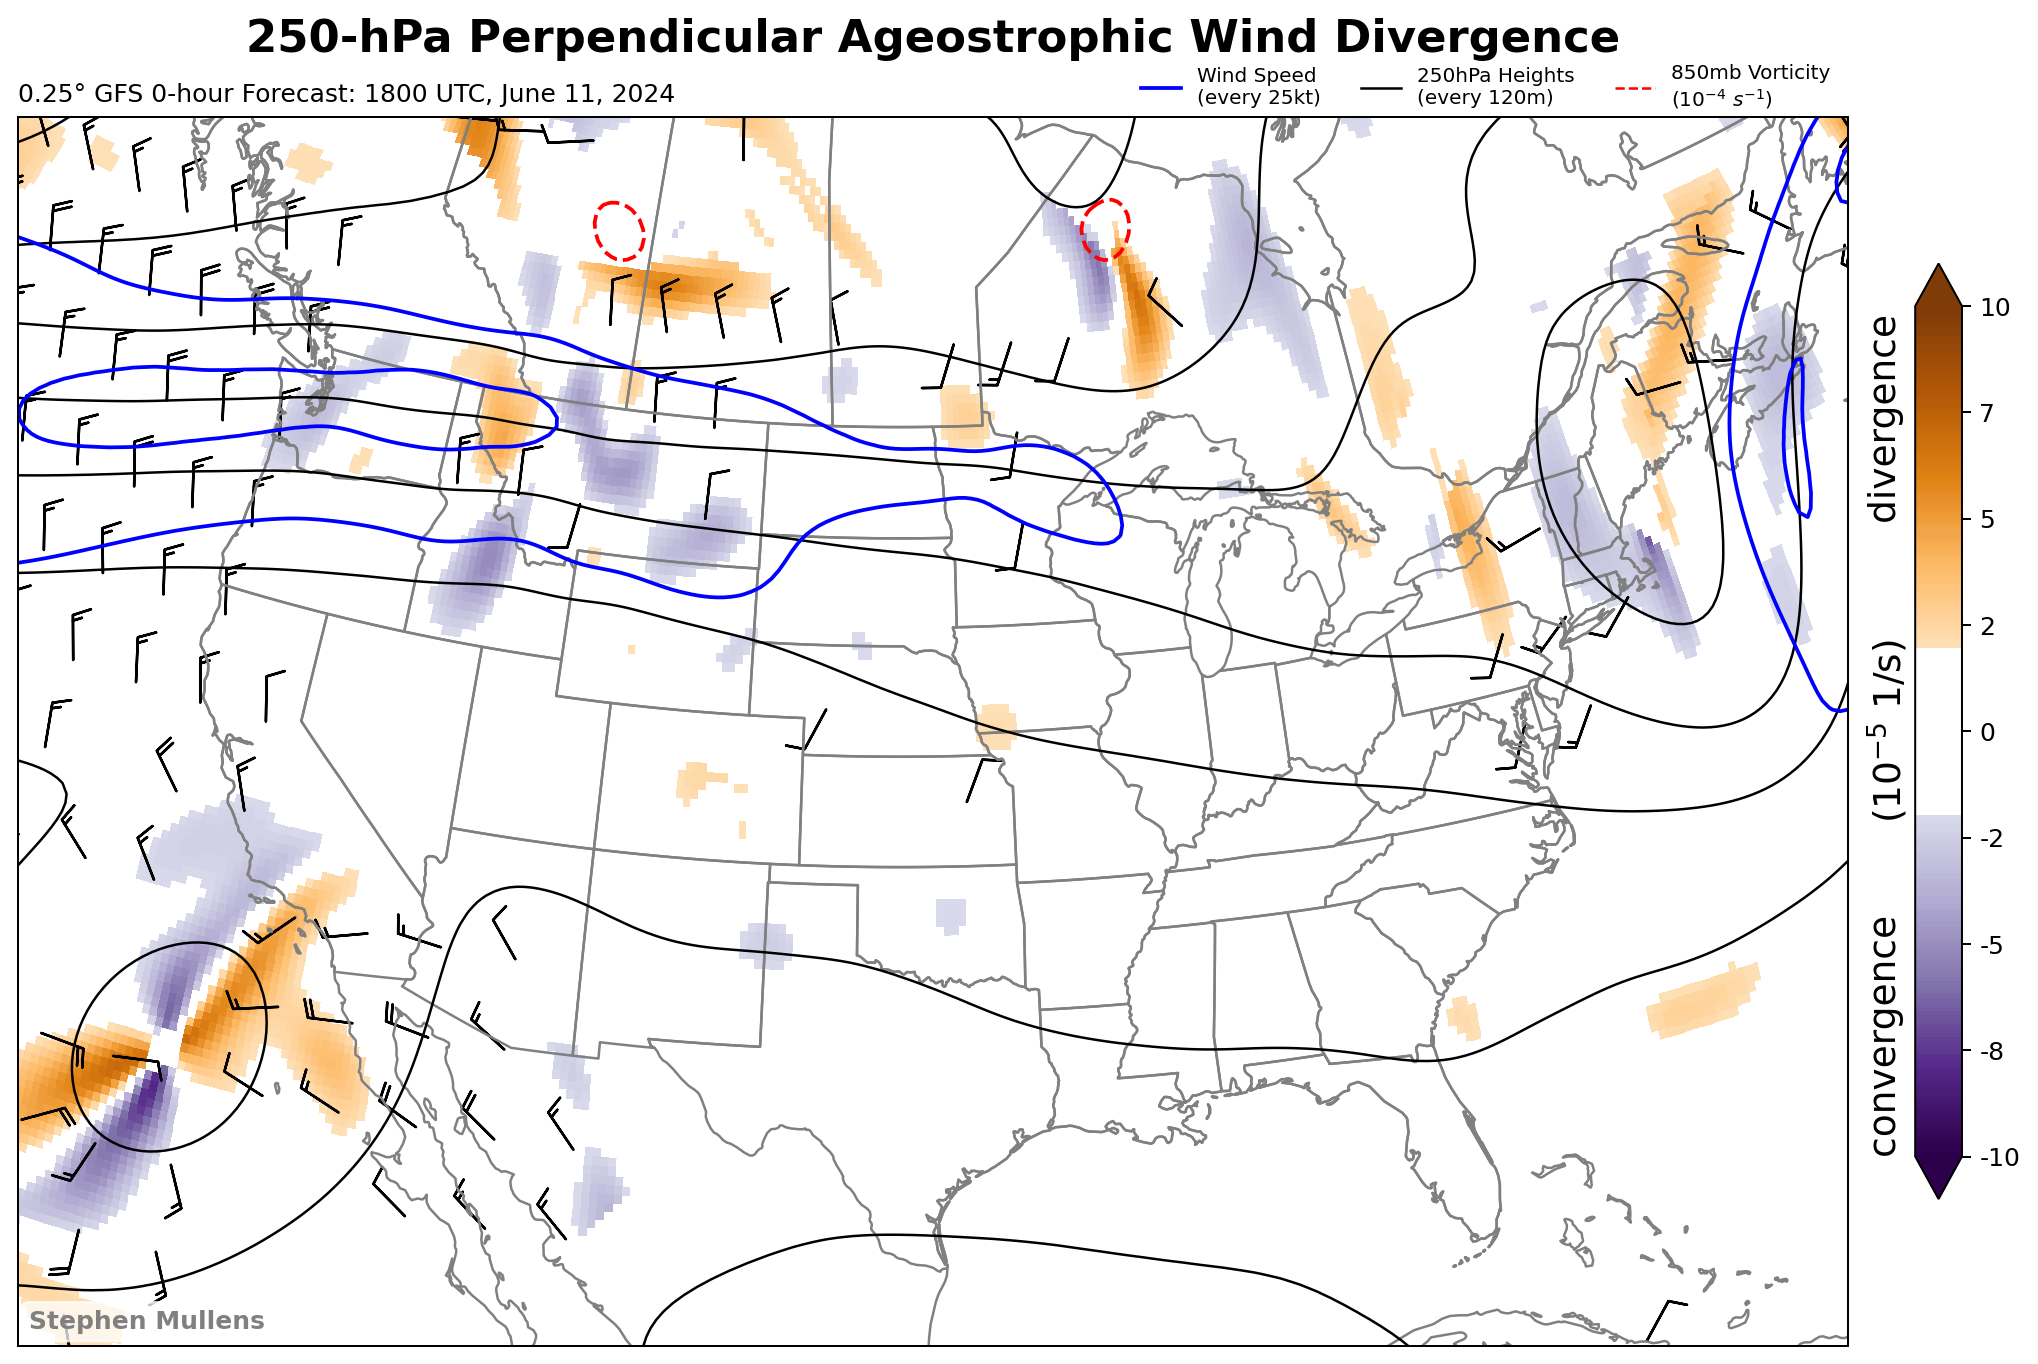 250-hPa Perpendicular Ageostrophic Wind Divergence
0.25° GFS 0-hour Forecast: 1800 UTC, June 11, 2024
Wind Speed
(every 25kt)
250hPa Heights
(every 120m)
850mb Vorticity
(10⁻⁴ s⁻¹)
10
7
5
2
0
-2
-5
-8
-10
convergence (10⁻⁵ 1/s) divergence
Stephen Mullens